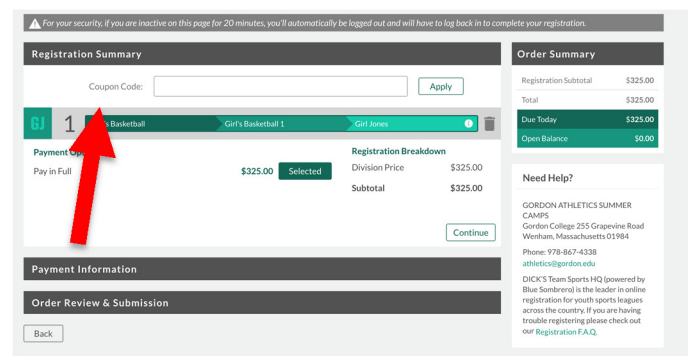 For your security, if you are inactive on this page for 20 minutes, you'll automatically be logged out and will have to log back in to complete your registration.
Registration Summary
Coupon Code:
Apply
GJ
1
's Basketball
Girl's Basketball 1
Girl Jones
Payment Op
Pay in Full
$325.00
Selected
Registration Breakdown
Division Price $325.00
Subtotal $325.00
Continue
Payment Information
Order Review & Submission
Back
Order Summary
Registration Subtotal $325.00
Total $325.00
Due Today $325.00
Open Balance $0.00
Need Help?
GORDON ATHLETICS SUMMER
CAMPS
Gordon College 255 Grapevine Road
Wenham, Massachusetts 01984
Phone: 978-867-4338
athletics@gordon.edu
DICK'S Team Sports HQ (powered by
Blue Sombrero) is the leader in online
registration for youth sports leagues
across the country. If you are having
trouble registering please check out
our Registration F.A.Q.